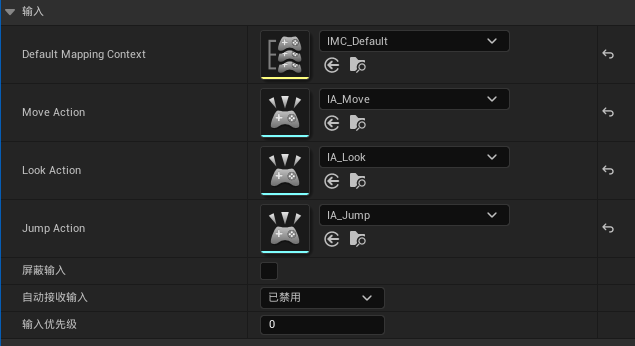 输入
Default Mapping Context
IMC_Default
Move Action
IA_Move
Look Action
IA_Look
Jump Action
IA_Jump
屏蔽输入
自动接收输入
已禁用
输入优先级
0